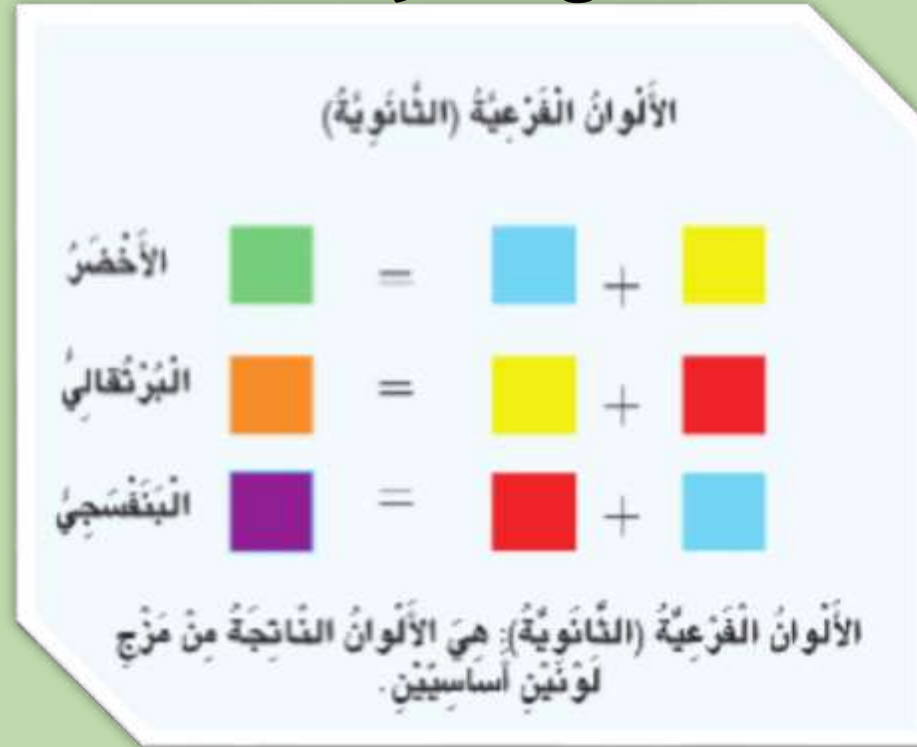 الأَلْوانُ الْفَرْعِيَّةُ (الثّانَوِيَّةُ)
+ = الأَخْضَرُ
+ = الْبُرْتُقالِيُّ
+ = الْبَنَفْسَجِيُّ
الأَلْوانُ الْفَرْعِيَّةُ (الثّانَوِيَّةُ): هِيَ الأَلْوانُ النّاتِجَةُ مِنْ مَزْجِ
لَوْنَيْنِ أَساسِيَّيْنِ.